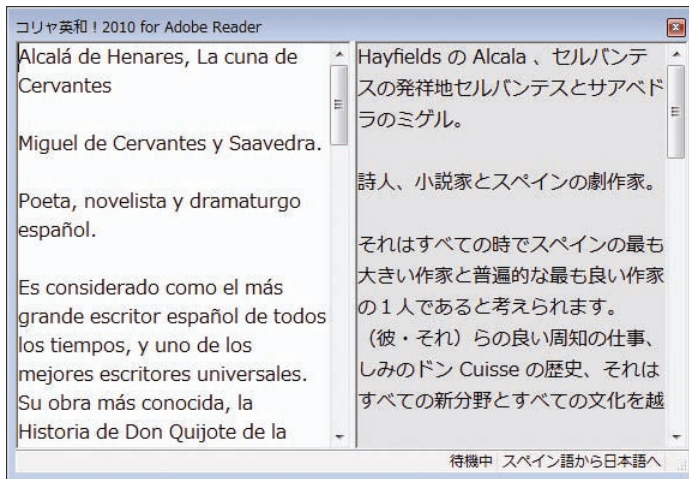 コリャ英和！2010 for Adobe Reader
Alcalá de Henares, La cuna de
Cervantes
Miguel de Cervantes y Saavedra.
Poeta, novelista y dramaturgo
español.
Es considerado como el más
grande escritor español de todos
los tiempos, y uno de los
mejores escritores universales.
Su obra más conocida, la
Historia de Don Quijote de la
Hayfields の Alcala 、セルバンテ
スの発祥地セルバンテスとサアベド
ラのミゲル。
詩人、小説家とスペインの劇作家。
それはすべての時でスペインの最も
大きい作家と普遍的な最も良い作家
の１人であると考えられます。
（彼・それ）らの良い周知の仕事、
しみのドン Cuisse の歴史、それは
すべての新分野とすべての文化を越
待機中 スペイン語から日本語へ